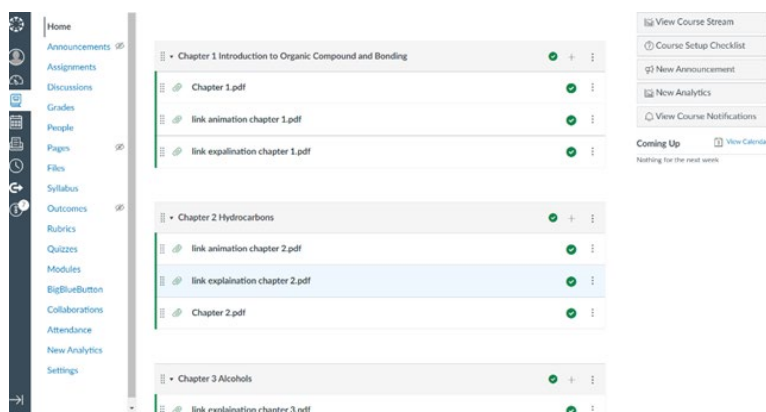 Home
Announcements
Assignments
Discussions
Grades
People
Pages
Files
Syllabus
Outcomes
Rubrics
Quizzes
Modules
BigBlueButton
Collaborations
Attendance
New Analytics
Settings
Chapter 1 Introduction to Organic Compound and Bonding
Chapter 1.pdf
link animation chapter 1.pdf
link expalination chapter 1.pdf
Chapter 2 Hydrocarbons
link animation chapter 2.pdf
link explaination chapter 2.pdf
Chapter 2.pdf
Chapter 3 Alcohols
link explaination chapter 3.pdf
View Course Stream
Course Setup Checklist
New Announcement
New Analytics
View Course Notifications
Coming Up View Calenda
Nothing for the next week